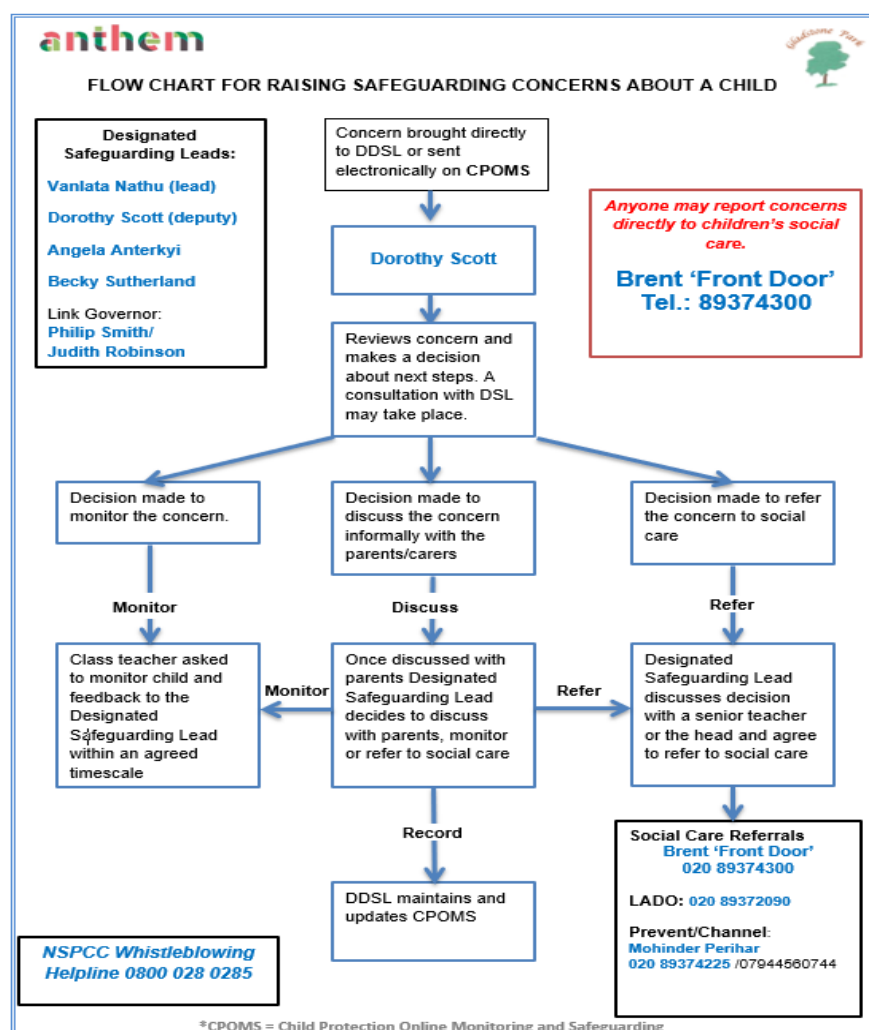 anthem
Gladstone Park
FLOW CHART FOR RAISING SAFEGUARDING CONCERNS ABOUT A CHILD
Designated
Safeguarding Leads:
Vanlata Nathu (lead)
Dorothy Scott (deputy)
Angela Anterkyi
Becky Sutherland
Link Governor:
Philip Smith/
Judith Robinson
Concern brought directly
to DDSL or sent
electronically on CPOMS
Anyone may report concerns
directly to children's social
care.
Brent ‘Front Door’
Tel.: 89374300
Dorothy Scott
Reviews concern and
makes a decision
about next steps. A
consultation with DSL
may take place.
Decision made to
monitor the concern.
Decision made to
discuss the concern
informally with the
parents/carers
Decision made to refer
the concern to social
care
Monitor
Discuss
Refer
Class teacher asked
to monitor child and
feedback to the
Designated
Safeguarding Lead
within an agreed
timescale
Monitor
Once discussed with
parents Designated
Safeguarding Lead
decides to discuss
with parents, monitor
or refer to social care
Refer
Designated
Safeguarding Lead
discusses decision
with a senior teacher
or the head and agree
to refer to social care
Record
DDSL maintains and
updates CPOMS
Social Care Referrals
Brent ‘Front Door’
020 89374300
LADO: 020 89372090
Prevent/Channel:
Mohinder Perihar
020 89374225 /07944560744
NSPCC Whistleblowing
Helpline 0800 028 0285
*CPOMS = Child Protection Online Monitoring and Safeguarding